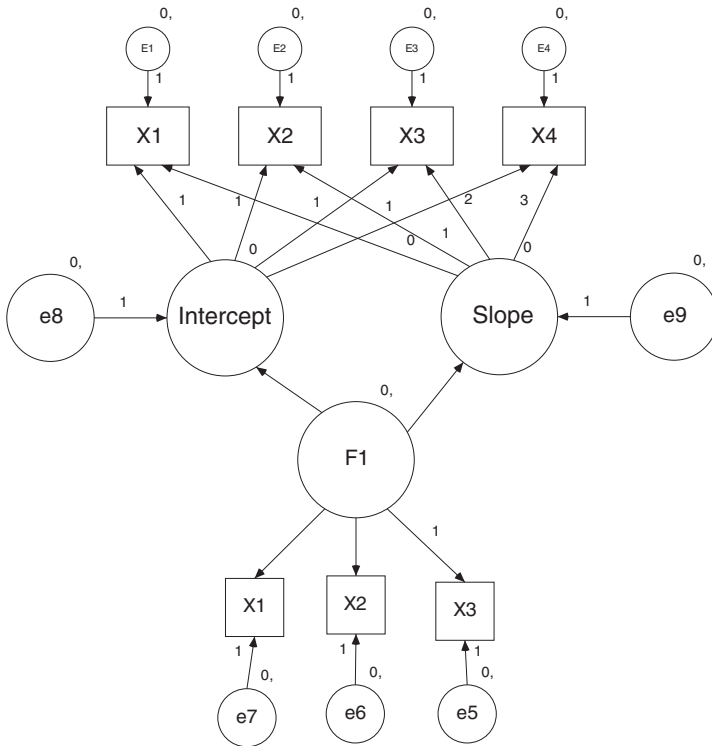 0, 0, 0, 0,
E1 E2 E3 E4
1 1 1 1
X1 X2 X3 X4
1 1 1 1 2 3
0 0 1 0
0, 0,
e8 1 Intercept Slope 1 e9
0,
F1
1
X1 X2 X3
1 1 1
0, 0, 0,
e7 e6 e5